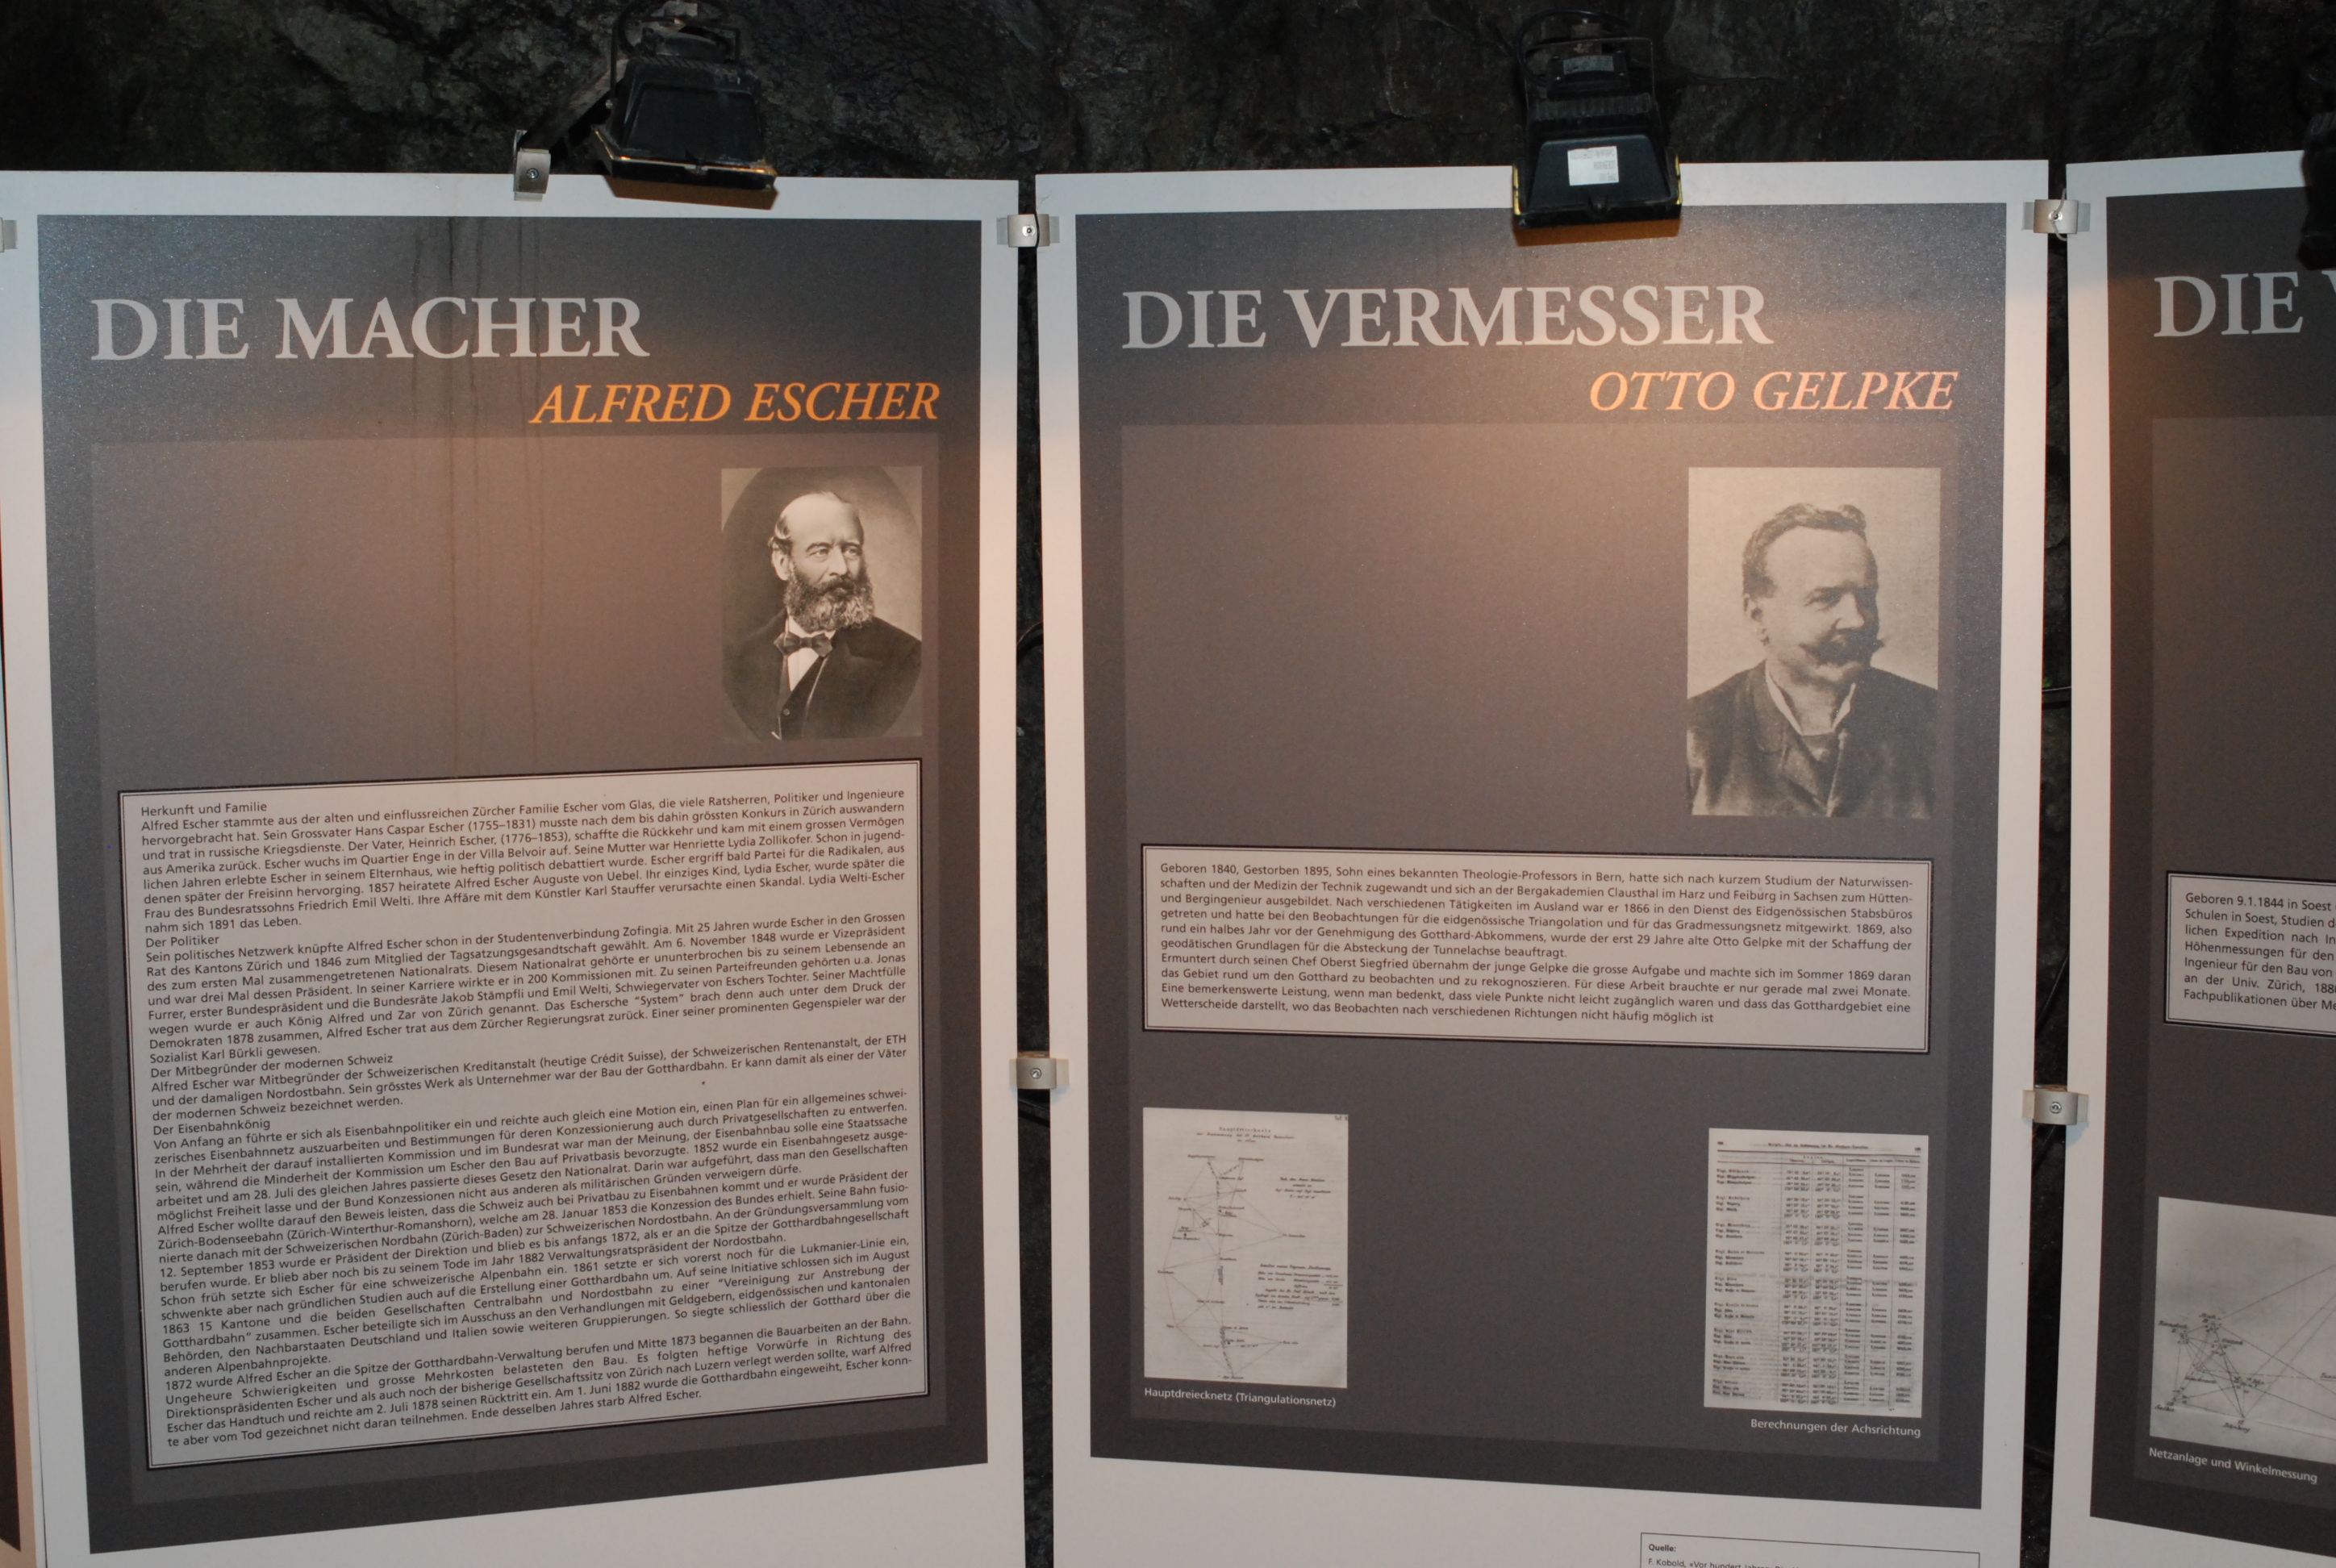 DIE MACHER
ALFRED ESCHER
Herkunft und Familie
Alfred Escher stammte aus der alten und einflussreichen Zürcher Familie Escher vom Glas, die viele Ratsherren, Politiker und Ingenieure
hervorgebracht hat. Sein Grossvater Hans Caspar Escher (1755–1831) musste nach dem bis dahin grössten Konkurs in Zürich auswandern
und trat in russische Kriegsdienste. Der Vater, Heinrich Escher, (1776–1853), schaffte die Rückkehr und kam mit einem grossen Vermögen
aus Amerika zurück. Escher wuchs im Quartier Enge in der Villa Belvoir auf. Seine Mutter war Henriette Lydia Zollikofer. Schon in jugend-
lichen Jahren erlebte Escher in seinem Elternhaus, wie heftig politisch debattiert wurde. Escher ergriff bald Partei für die Radikalen, aus
denen später der Freisinn hervorging. 1857 heiratete Alfred Escher Auguste von Uebel. Ihr einziges Kind, Lydia Escher, wurde später die
Frau des Bundesratssohns Friedrich Emil Welti. Ihre Affäre mit dem Künstler Karl Stauffer verursachte einen Skandal. Lydia Welti-Escher
nahm sich 1891 das Leben.
Der Politiker
Sein politisches Netzwerk knüpfte Alfred Escher schon in der Studentenverbindung Zofingia. Mit 25 Jahren wurde Escher in den Grossen
Rat des Kantons Zürich und 1846 zum Mitglied der Tagsatzungsgesandtschaft gewählt. Am 6. November 1848 wurde er Vizepräsident
des zum ersten Mal zusammengetretenen Nationalrats. Diesem Nationalrat gehörte er ununterbrochen bis zu seinem Lebensende an
und war drei Mal dessen Präsident. In seiner Karriere wirkte er in 200 Kommissionen mit. Zu seinen Parteifreunden gehörten u.a. Jonas
Furrer, erster Bundespräsident und die Bundesräte Jakob Stämpfli und Emil Welti, Schwiegervater von Eschers Tochter. Seiner Machtfülle
wegen wurde er auch König Alfred und Zar von Zürich genannt. Das Eschersche "System" brach denn auch unter dem Druck der
Demokraten 1878 zusammen, Alfred Escher trat aus dem Zürcher Regierungsrat zurück. Einer seiner prominenten Gegenspieler war der
Sozialist Karl Bürkli gewesen.
Der Mitbegründer der modernen Schweiz
Alfred Escher war Mitbegründer der Schweizerischen Kreditanstalt (heutige Crédit Suisse), der Schweizerischen Rentenanstalt, der ETH
und der damaligen Nordostbahn. Sein grösstes Werk als Unternehmer war der Bau der Gotthardbahn. Er kann damit als einer der Väter
der modernen Schweiz bezeichnet werden.
Der Eisenbahnkönig
Von Anfang an führte er sich als Eisenbahnpolitiker ein und reichte auch gleich eine Motion ein, einen Plan für ein allgemeines schwei-
zerisches Eisenbahnnetz auszuarbeiten und Bestimmungen für deren Konzessionierung auch durch Privatgesellschaften zu entwerfen.
In der Mehrheit der darauf installierten Kommission und im Bundesrat war man der Meinung, der Eisenbahnbau solle eine Staatssache
sein, während die Minderheit der Kommission um Escher den Bau auf Privatbasis bevorzugte. 1852 wurde ein Eisenbahngesetz ausge-
arbeitet und am 28. Juli des gleichen Jahres passierte dieses Gesetz den Nationalrat. Darin war aufgeführt, dass man den Gesellschaften
möglichst Freiheit lasse und der Bund Konzessionen nicht aus anderen als militärischen Gründen verweigern dürfe.
Alfred Escher wollte darauf den Beweis leisten, dass die Schweiz auch bei Privatbau zu Eisenbahnen kommt und er wurde Präsident der
Zürich-Bodenseebahn (Zürich-Winterthur-Romanshorn), welche am 28. Januar 1853 die Konzession des Bundes erhielt. Seine Bahn fusio-
nierte danach mit der Schweizerischen Nordbahn (Zürich-Baden) zur Schweizerischen Nordostbahn. An der Gründungsversammlung vom
12. September 1853 wurde er Präsident der Direktion und blieb es bis anfangs 1872, als er an die Spitze der Gotthardbahngesellschaft
berufen wurde. Er blieb aber noch bis zu seinem Tode im Jahr 1882 Verwaltungsratspräsident der Nordostbahn.
Schon früh setzte sich Escher für eine schweizerische Alpenbahn ein. 1861 setzte er sich vorerst noch für die Lukmanier-Linie ein,
schwenkte aber nach gründlichen Studien auch auf die Erstellung einer Gotthardbahn um. Auf seine Initiative schlossen sich im August
1863 15 Kantone und die beiden Gesellschaften Centralbahn und Nordostbahn zu einer "Vereinigung zur Anstrebung der
Gotthardbahn" zusammen. Escher beteiligte sich im Ausschuss an den Verhandlungen mit Geldgebern, eidgenössischen und kantonalen
Behörden, den Nachbarstaaten Deutschland und Italien sowie weiteren Gruppierungen. So siegte schliesslich der Gotthard über die
anderen Alpenbahnprojekte.
1872 wurde Alfred Escher an die Spitze der Gotthardbahn-Verwaltung berufen und Mitte 1873 begannen die Bauarbeiten an der Bahn.
Ungeheure Schwierigkeiten und grosse Mehrkosten belasteten den Bau. Es folgten heftige Vorwürfe in Richtung des
Direktionspräsidenten Escher und als auch noch der bisherige Gesellschaftssitz von Zürich nach Luzern verlegt werden sollte, warf Alfred
Escher das Handtuch und reichte am 2. Juli 1878 seinen Rücktritt ein. Am 1. Juni 1882 wurde die Gotthardbahn eingeweiht, Escher konn-
te aber vom Tod gezeichnet nicht daran teilnehmen. Ende desselben Jahres starb Alfred Escher.
DIE VERMESSER
OTTO GELPKE
Geboren 1840, Gestorben 1895, Sohn eines bekannten Theologie-Professors in Bern, hatte sich nach kurzem Studium der Naturwissen-
schaften und der Medizin der Technik zugewandt und sich an der Bergakademien Clausthal im Harz und Feiburg in Sachsen zum Hütten-
und Bergingenieur ausgebildet. Nach verschiedenen Tätigkeiten im Ausland war er 1866 in den Dienst des Eidgenössischen Stabsbüros
getreten und hatte bei den Beobachtungen für die eidgenössische Triangolation und für das Gradmessungsnetz mitgewirkt. 1869, also
rund ein halbes Jahr vor der Genehmigung des Gotthard-Abkommens, wurde der erst 29 Jahre alte Otto Gelpke mit der Schaffung der
geodätischen Grundlagen für die Absteckung der Tunnelachse beauftragt.
Ermuntert durch seinen Chef Oberst Siegfried übernahm der junge Gelpke die grosse Aufgabe und machte sich im Sommer 1869 daran
das Gebiet rund um den Gotthard zu beobachten und zu rekognoszieren. Für diese Arbeit brauchte er nur gerade mal zwei Monate.
Eine bemerkenswerte Leistung, wenn man bedenkt, dass viele Punkte nicht leicht zugänglich waren und dass das Gotthardgebiet eine
Wetterscheide darstellt, wo das Beobachten nach verschiedenen Richtungen nicht häufig möglich ist
Hauptdreiecknetz (Triangulationsnetz)
Berechnungen der Achsrichtung
Quelle:
F. Kobold, «Vor hundert Jahren
DIE
Geboren 9.1.1844 in Soest
Schulen in Soest, Studien
lichen Expedition nach
Höhenmessungen für den
Ingenieur für den Bau von
an der Univ. Zürich,
Fachpublikationen über
Netzanlage und Winkelmessung